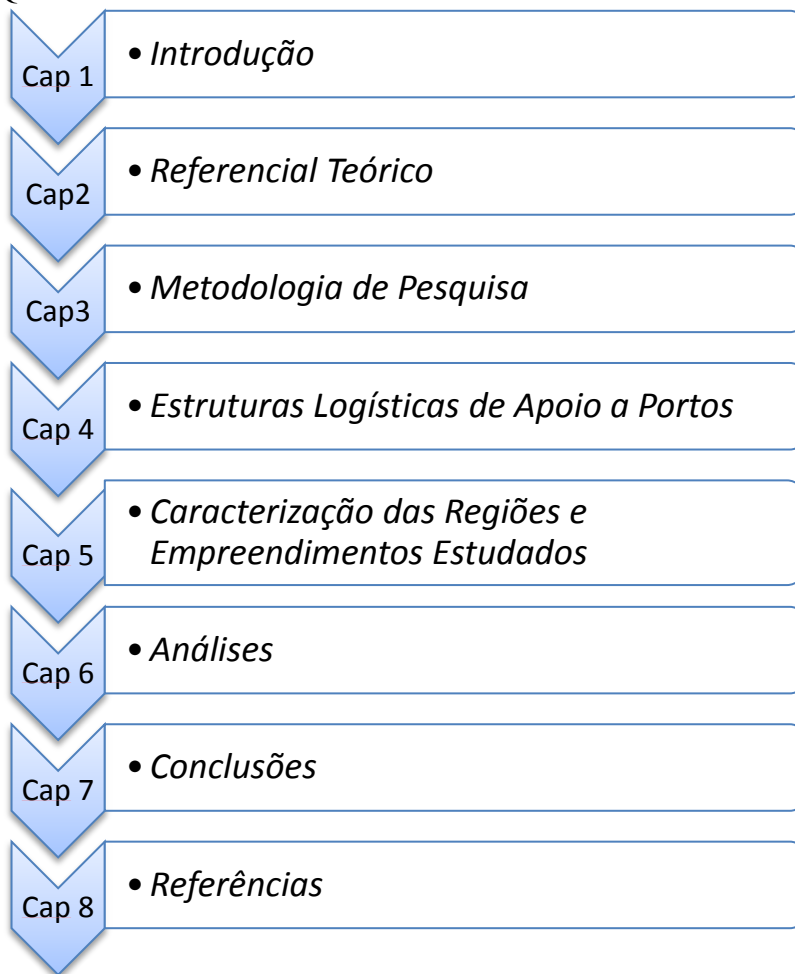 Cap 1
• Introdução
Cap2
• Referencial Teórico
Cap3
• Metodologia de Pesquisa
Cap 4
• Estruturas Logísticas de Apoio a Portos
Cap 5
• Caracterização das Regiões e
Empreendimentos Estudados
Cap 6
• Análises
Cap 7
• Conclusões
Cap 8
• Referências